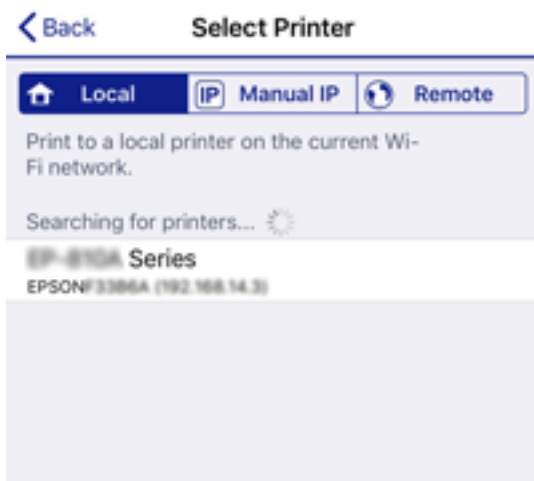 Back Select Printer
Local IP Manual IP Remote
Print to a local printer on the current Wi-
Fi network.
Searching for printers...
Series
EPSON